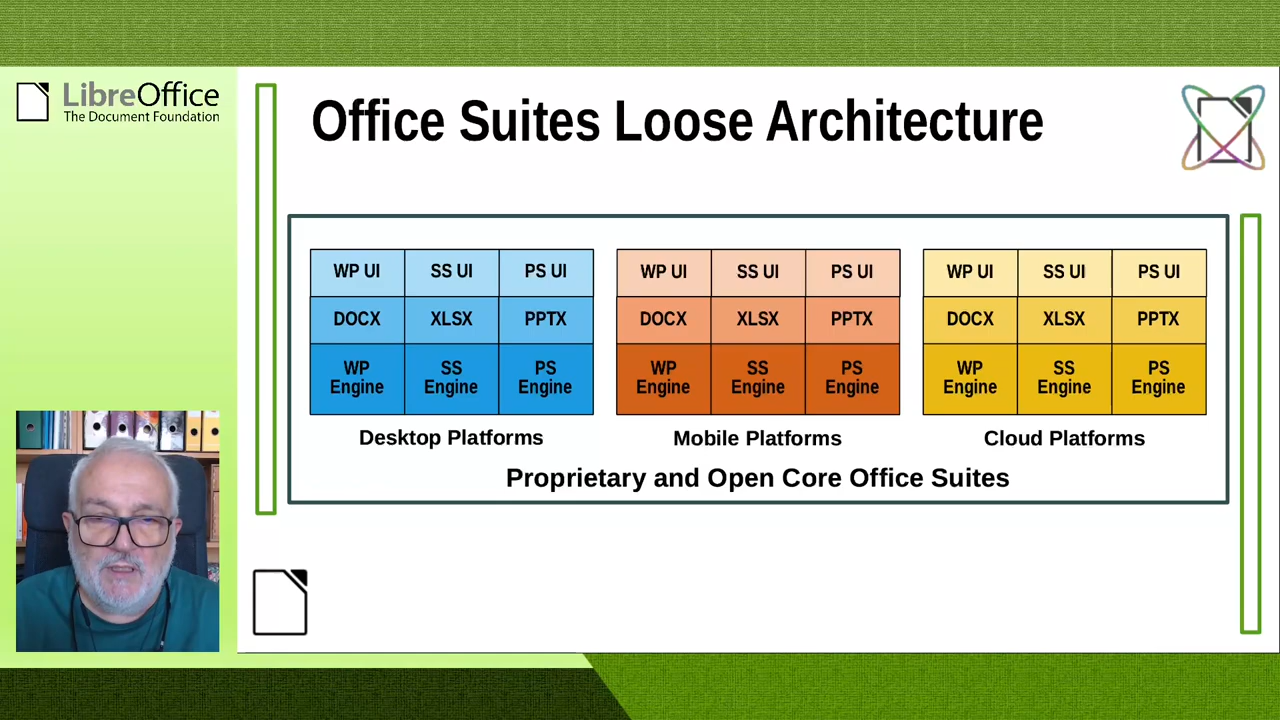 LibreOffice
The Document Foundation
Office Suites Loose Architecture
WP UI SS UI PS UI
DOCX XLSX PPTX
WP Engine SS Engine PS Engine
Desktop Platforms
WP UI SS UI PS UI
DOCX XLSX PPTX
WP Engine SS Engine PS Engine
Mobile Platforms
WP UI SS UI PS UI
DOCX XLSX PPTX
WP Engine SS Engine PS Engine
Cloud Platforms
Proprietary and Open Core Office Suites